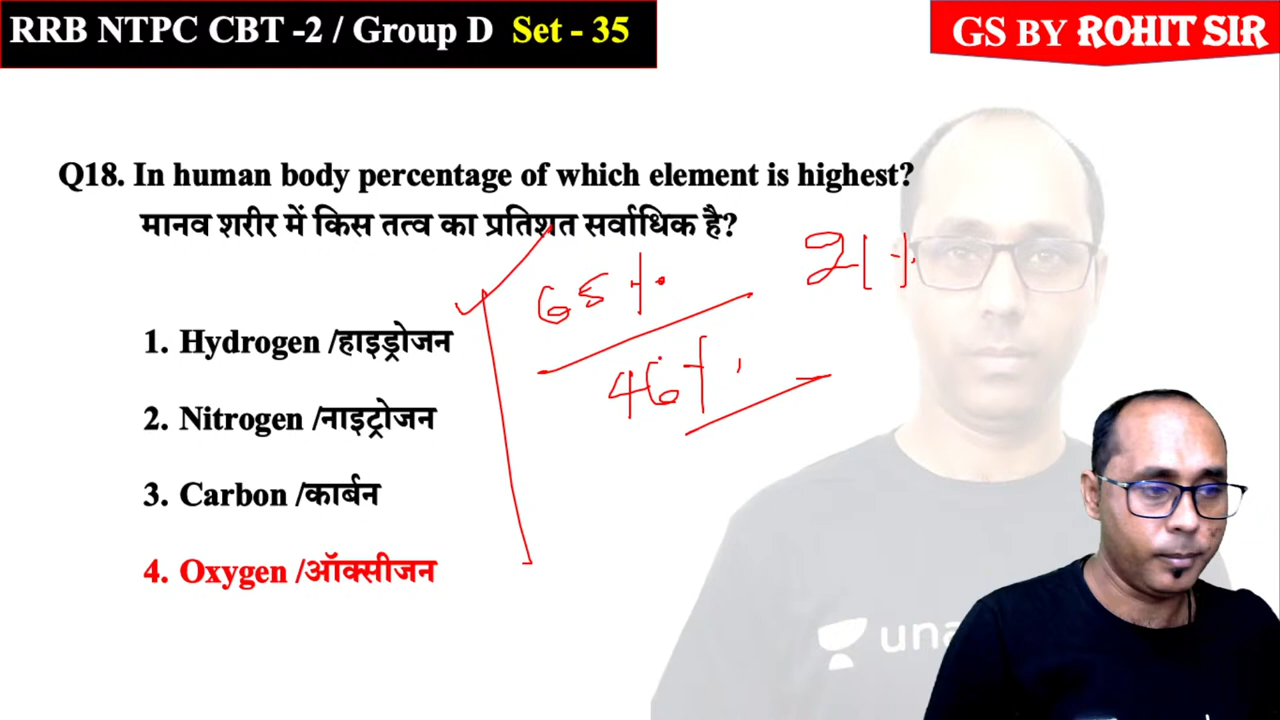 RRB NTPC CBT -2 / Group D Set - 35
GS BY ROHIT SIR
Q18. In human body percentage of which element is highest?
मानव शरीर में किस तत्व का प्रतिशत सर्वाधिक है?
65%
21%
46%
1. Hydrogen /हाइड्रोजन
2. Nitrogen /नाइट्रोजन
3. Carbon /कार्बन
4. Oxygen /ऑक्सीजन